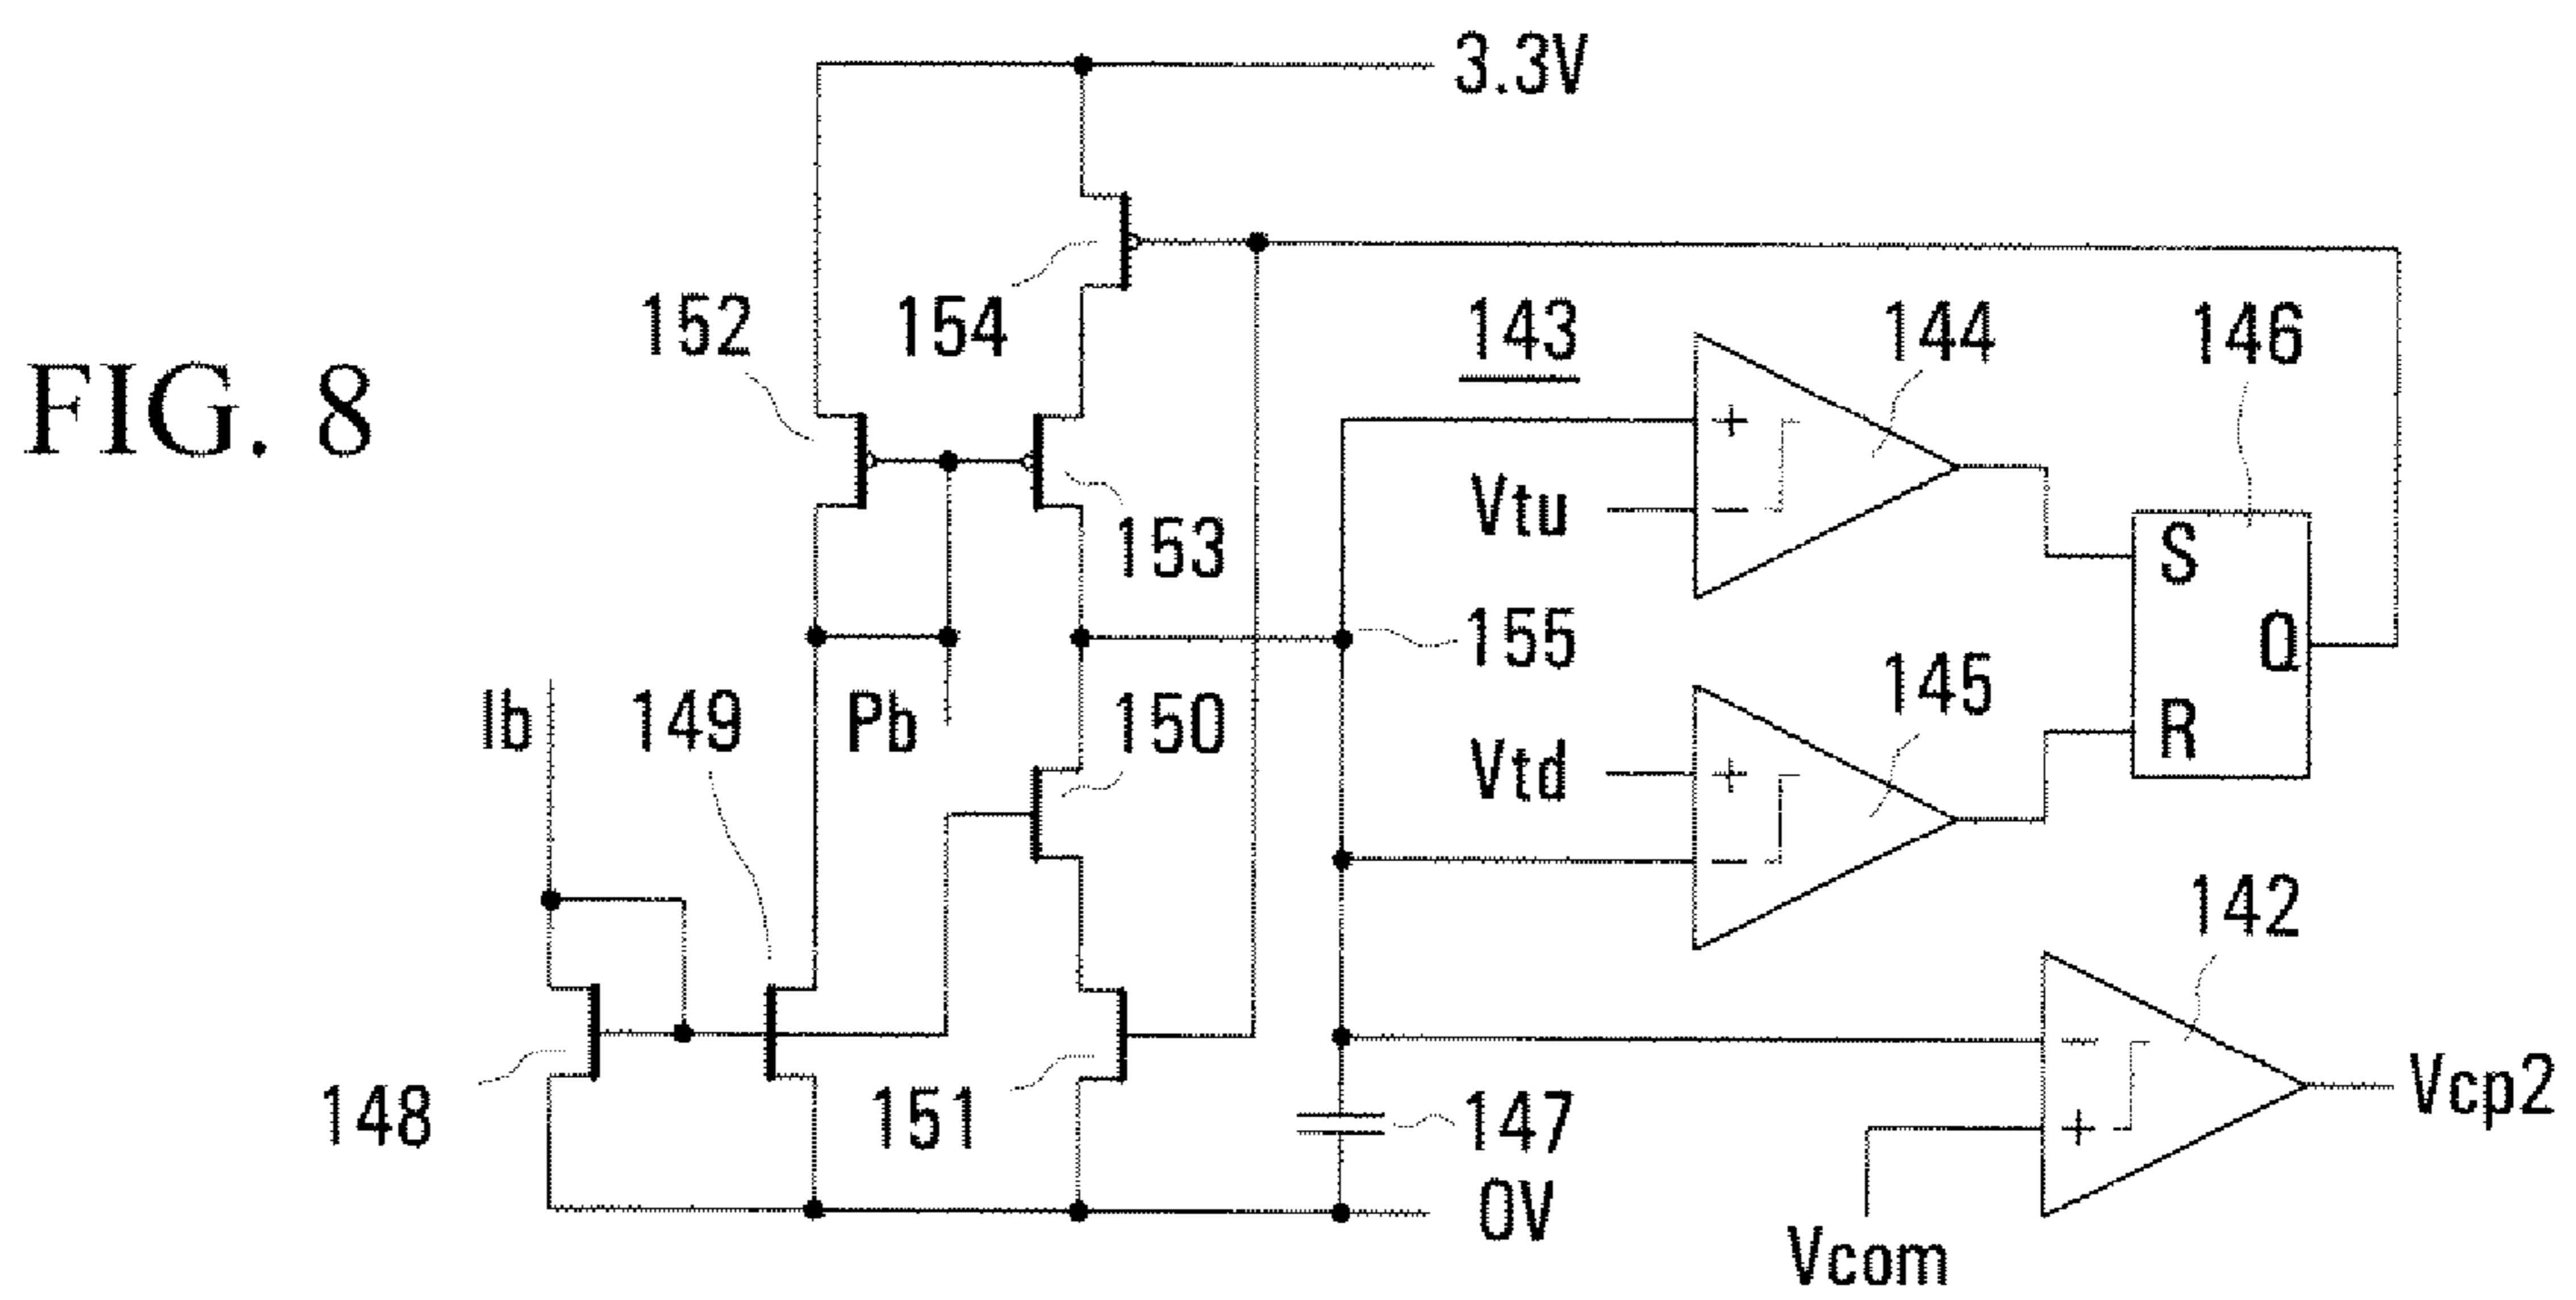 3.3V
152
154
143
144
146
FIG. 8
+
Vtu
−
153
S
155
Q
Ib
149
Pb
150
145
R
Vtd
+
−
142
−
148
151
147
Vcp2
+
0V
Vcom